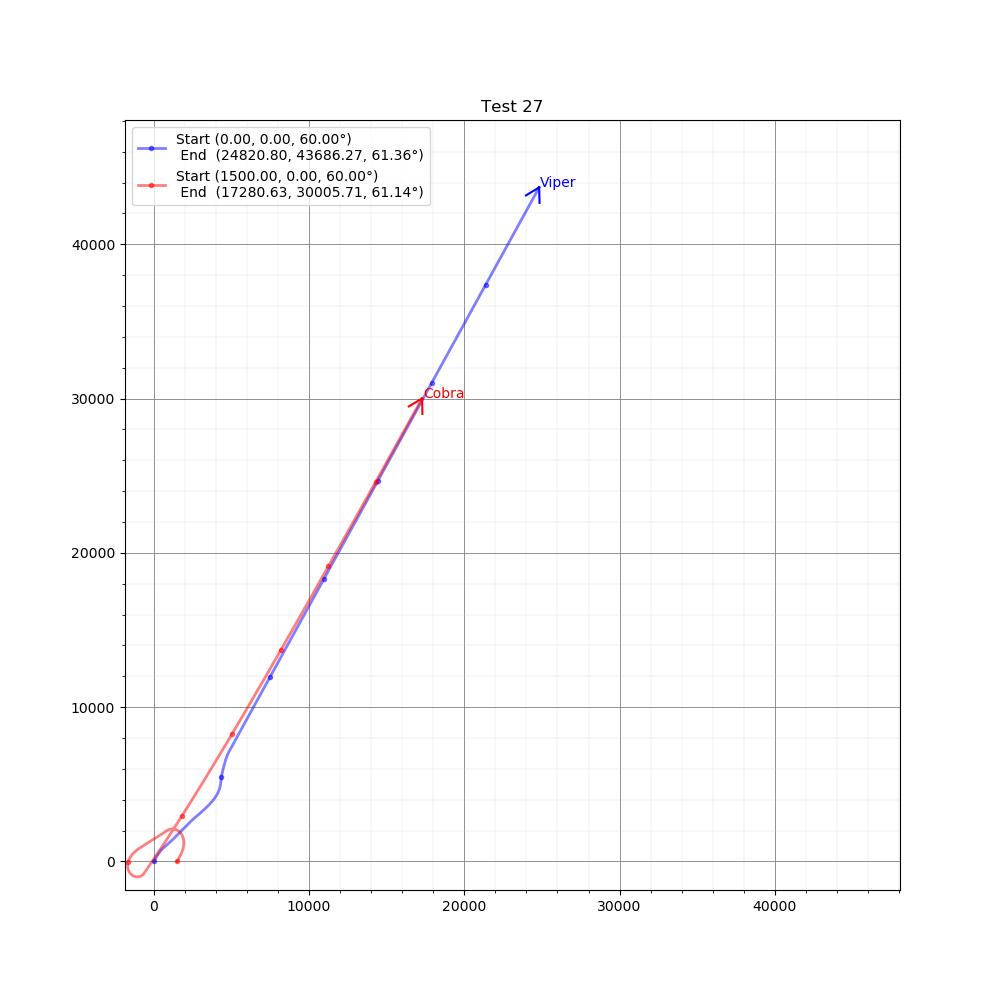 Test 27
Start (0.00, 0.00, 60.00°)
End  (24820.80, 43686.27, 61.36°)
Start (1500.00, 0.00, 60.00°)
End  (17280.63, 30005.71, 61.14°)
Viper
Cobra
40000
30000
20000
10000
0
0 10000 20000 30000 40000